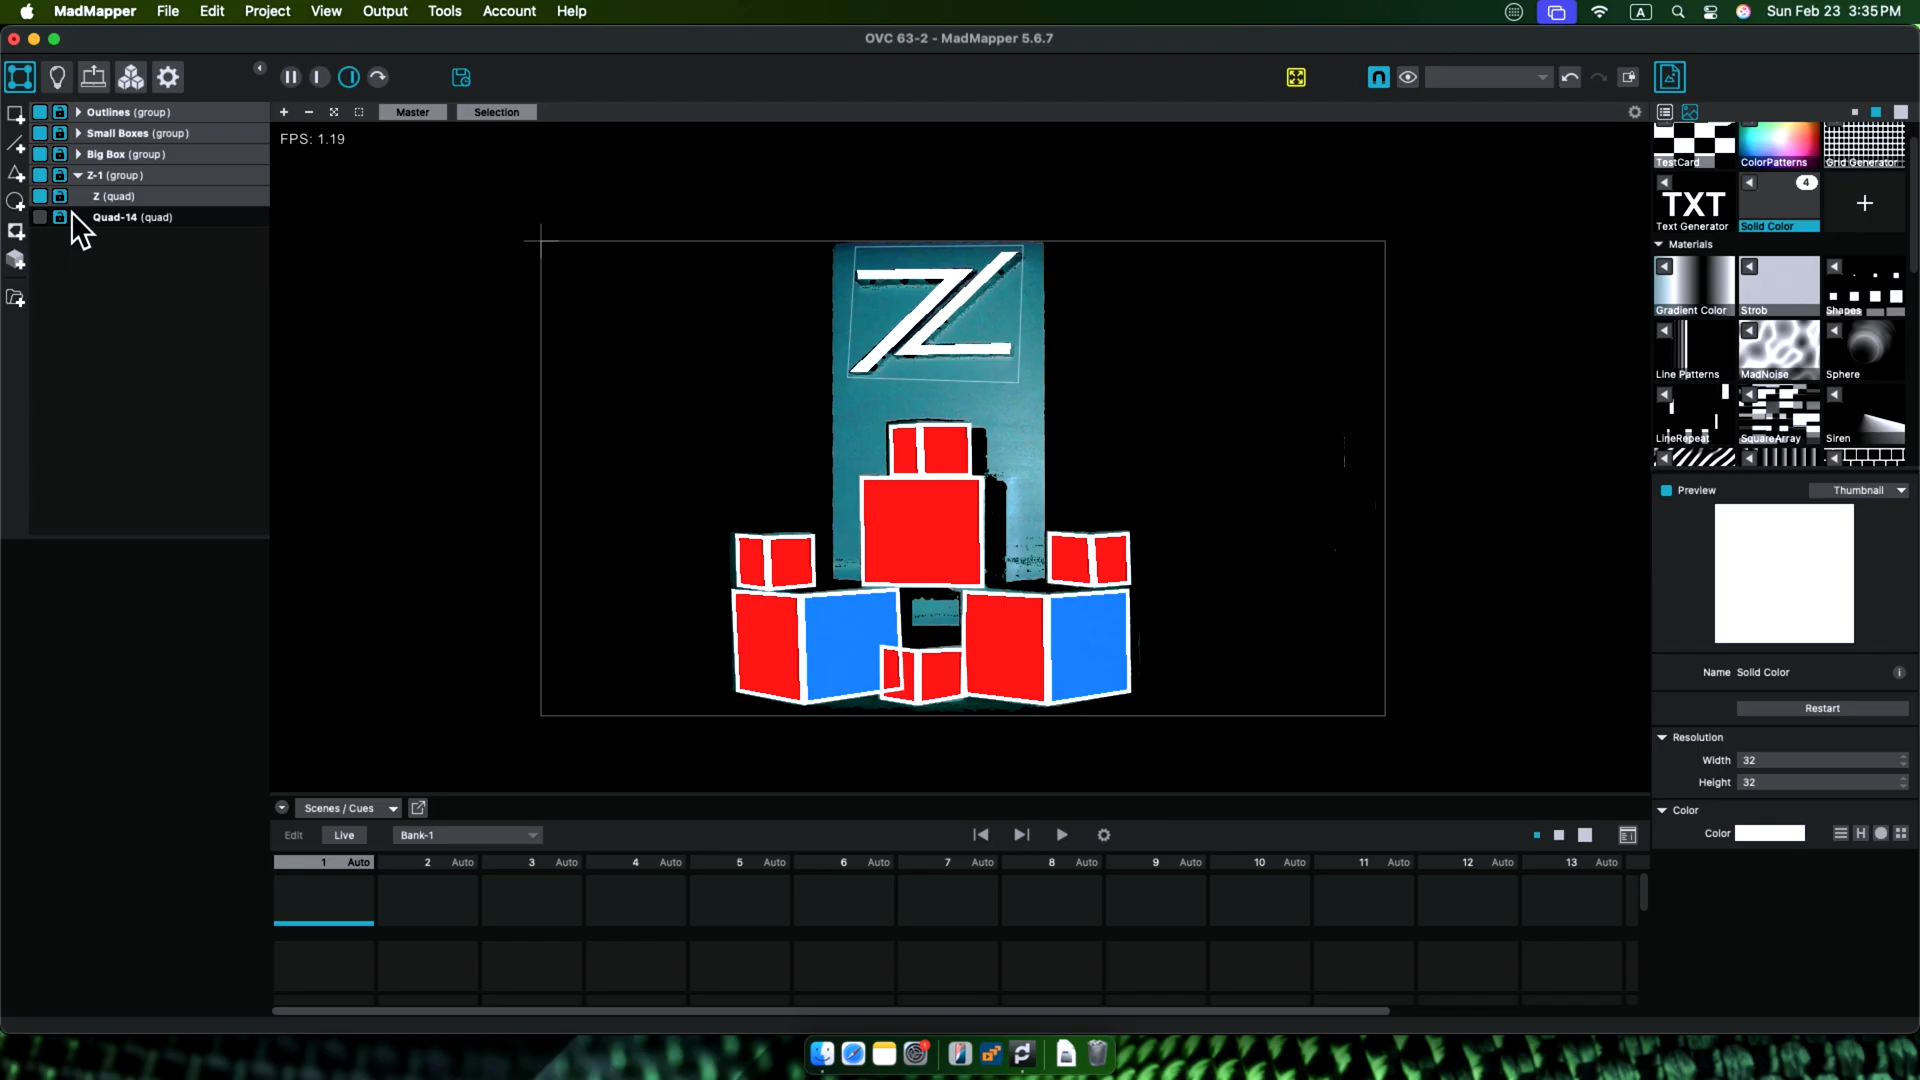 MadMapper File Edit Project View Output Tools Account Help
A Sun Feb 23 3:35 PM
OVC 63-2 - MadMapper 5.6.7
Outlines (group)
Small Boxes (group)
Big Box (group)
Z-1 (group)
Z (quad)
Quad-14 (quad)
Master Selection
FPS: 1.19
Z
TestCard ColorPatterns Grid Generator
4
TXT
Text Generator Solid Color
Materials
Gradient Color Strob Shapes
Line Patterns MadNoise Sphere
LineRepeat SquareArray Siren
Preview Thumbnail
Name Solid Color
Restart
Resolution
Width 32
Height 32
Color
Color H
Scenes / Cues
Edit Live Bank-1
1 Auto 2 Auto 3 Auto 4 Auto 5 Auto 6 Auto 7 Auto 8 Auto 9 Auto 10 Auto 11 Auto 12 Auto 13 Auto